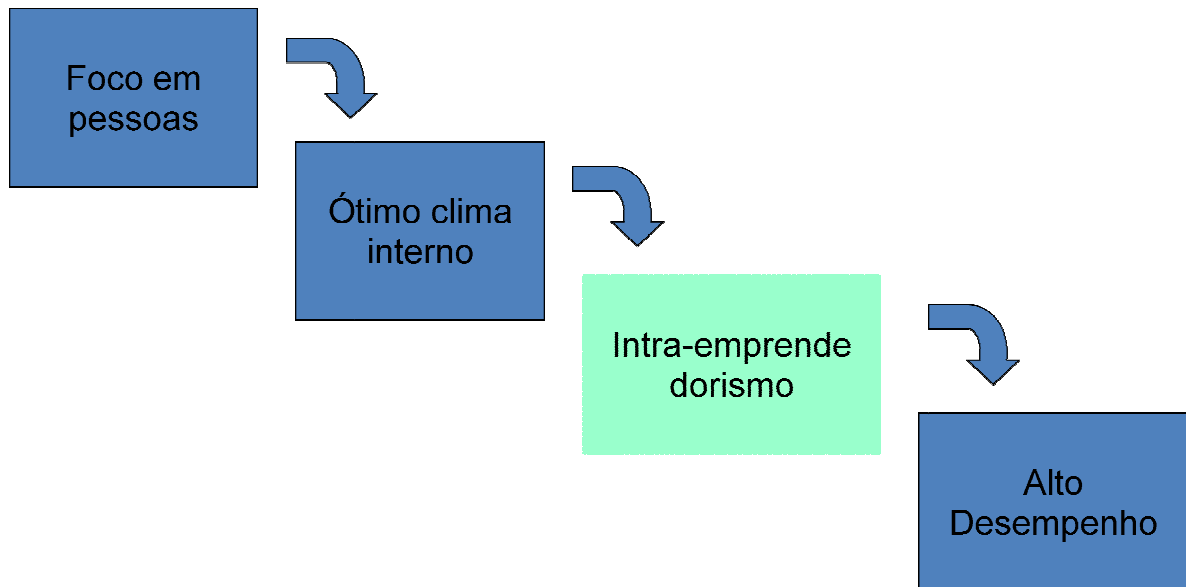 Foco em
pessoas
Ótimo clima
interno
Intra-emprende
dorismo
Alto
Desempenho